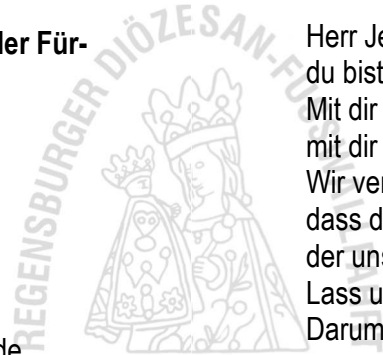 der Für-
de
Herr Je
du bist
Mit dir
mit dir
Wir ver
dass d
der uns
Lass u
Darum
REGENSBURGER DIÖZESAN-FUSSWALLFAHRT